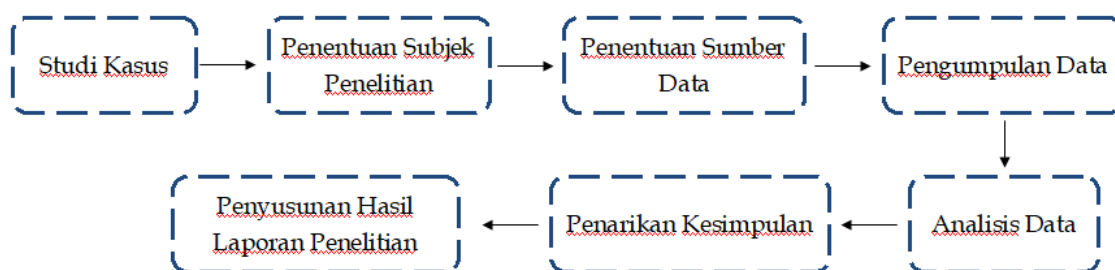 Studi Kasus
Penentuan Subjek
Penelitian
Penentuan Sumber
Data
Pengumpulan Data
Analisis Data
Penarikan Kesimpulan
Penyusunan Hasil
Laporan Penelitian